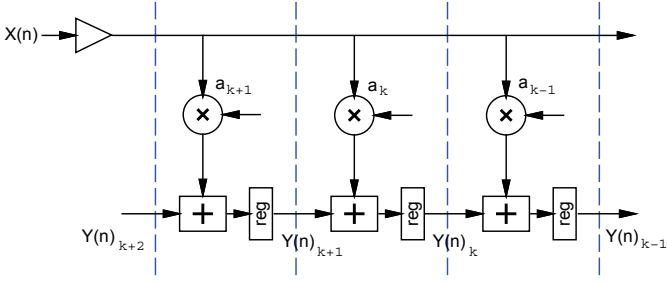 X(n)
a k+1
a k
a k-1
×
×
×
+
reg
+
reg
+
reg
Y(n) k+2
Y(n) k+1
Y(n) k
Y(n) k-1